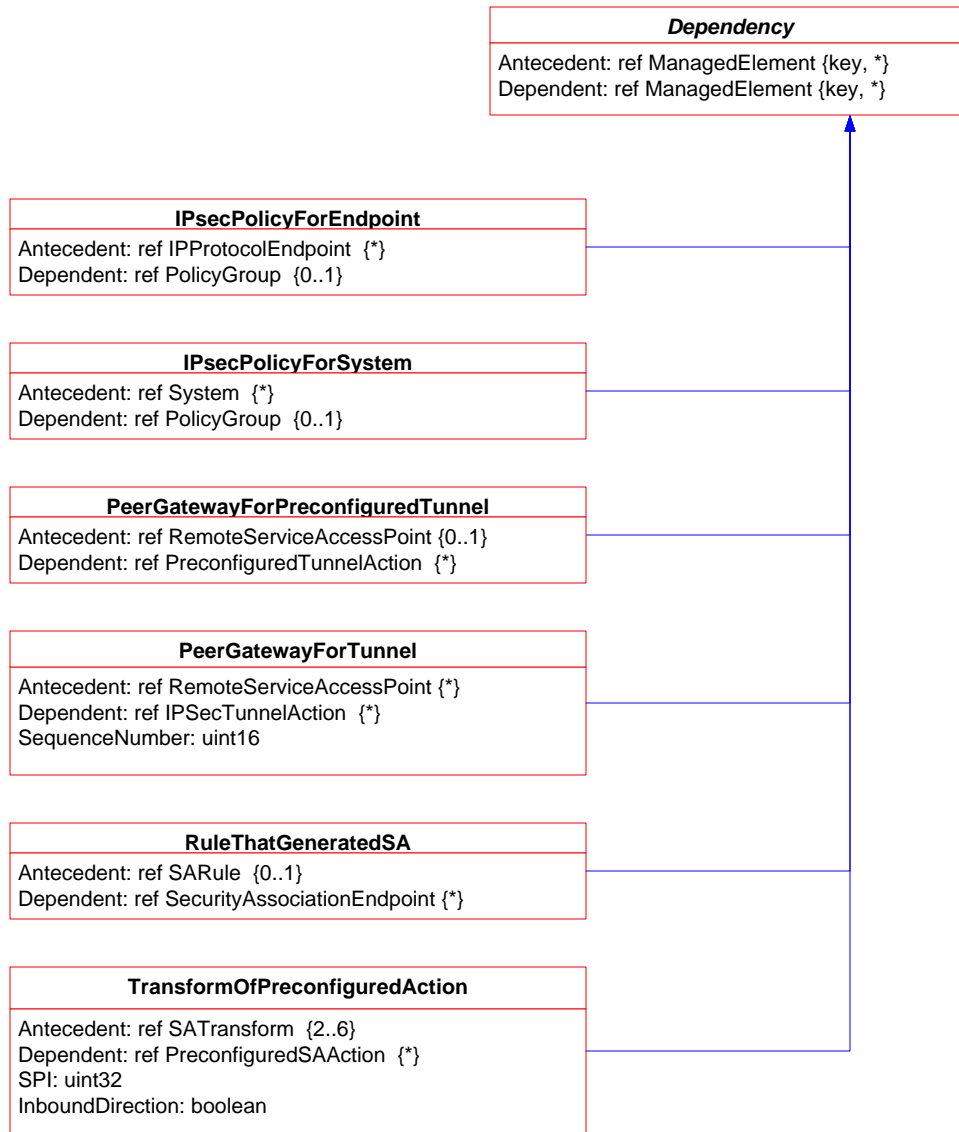 Dependency
Antecedent: ref ManagedElement {key, *}
Dependent: ref ManagedElement {key, *}
IPsecPolicyForEndpoint
Antecedent: ref IPProtocolEndpoint {*}
Dependent: ref PolicyGroup {0..1}
IPsecPolicyForSystem
Antecedent: ref System {*}
Dependent: ref PolicyGroup {0..1}
PeerGatewayForPreconfiguredTunnel
Antecedent: ref RemoteServiceAccessPoint {0..1}
Dependent: ref PreconfiguredTunnelAction {*}
PeerGatewayForTunnel
Antecedent: ref RemoteServiceAccessPoint {*}
Dependent: ref IPSecTunnelAction {*}
SequenceNumber: uint16
RuleThatGeneratedSA
Antecedent: ref SARule {0..1}
Dependent: ref SecurityAssociationEndpoint {*}
TransformOfPreconfiguredAction
Antecedent: ref SATransform {2..6}
Dependent: ref PreconfiguredSAAction {*}
SPI: uint32
InboundDirection: boolean